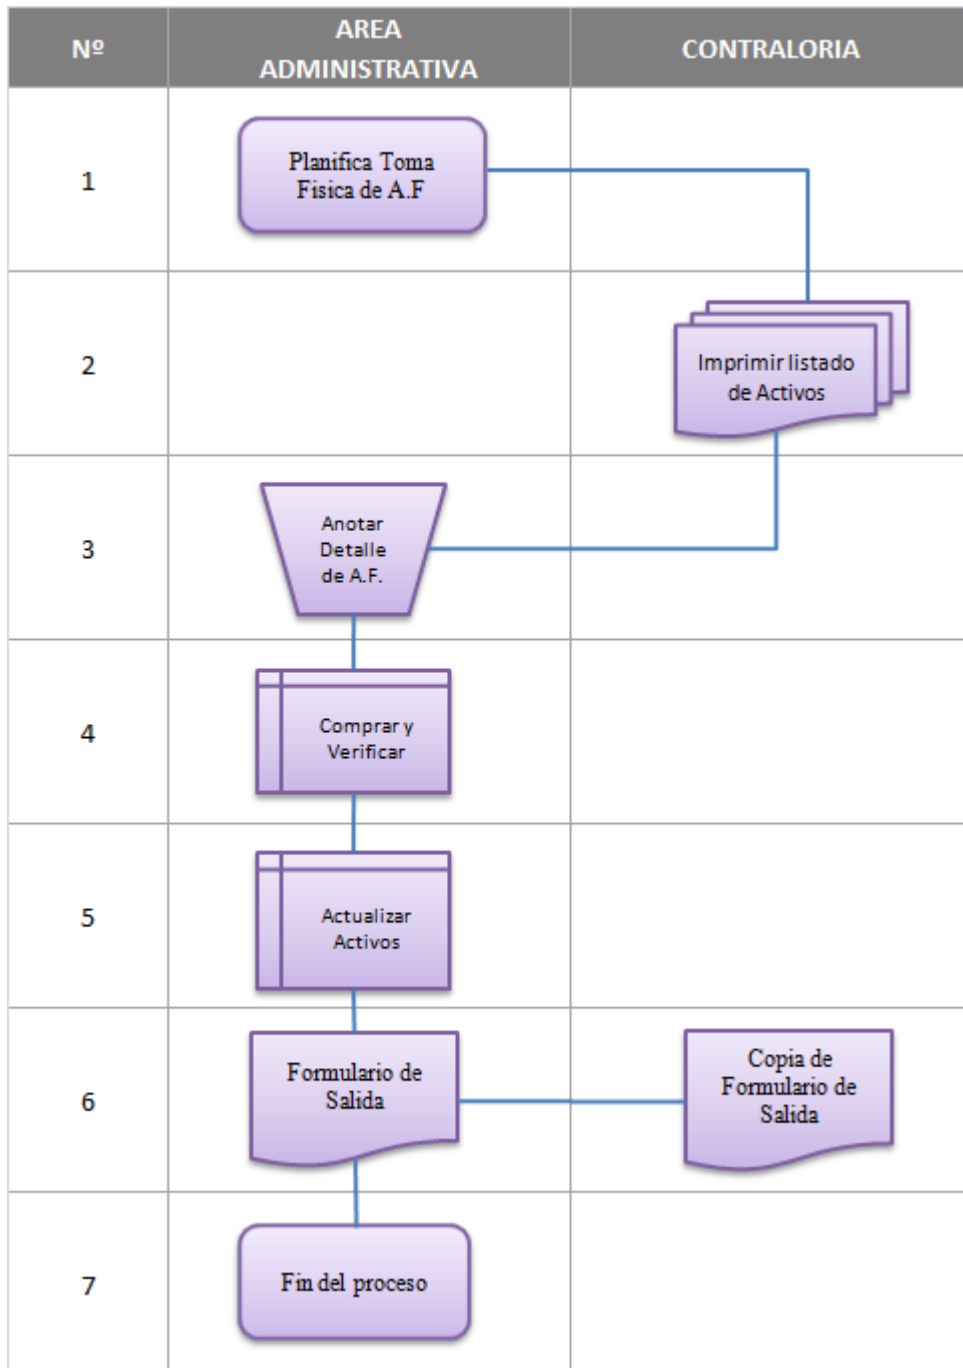 Nº
AREA
ADMINISTRATIVA
CONTRALORIA
1
Planifica Toma
Fisica de A.F
2
Imprimir listado
de Activos
3
Anotar
Detalle
de A.F.
4
Comprar y
Verificar
5
Actualizar
Activos
6
Formulario de
Salida
Copia de
Formulario de
Salida
7
Fin del proceso